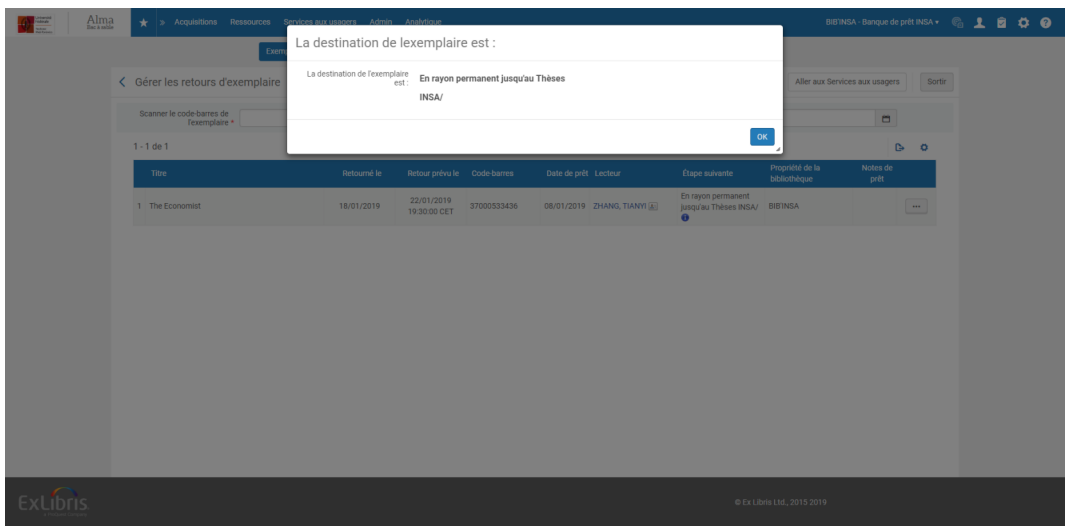 Alma
» Acquisitions Ressources Services aux usagers Admin Analytique
BIB'INSA - Banque de prêt INSA
La destination de lexemplaire est :
Exem
La destination de l'exemplaire est :
En rayon permanent jusqu'au Thèses
INSA/
OK
Gérer les retours d'exemplaire
Aller aux Services aux usagers
Sortir
Scanner le code-barres de
l'exemplaire *
1 - 1 de 1
Titre Retourné le Retour prévu le Code-barres Date de prêt Lecteur Étape suivante Propriété de la bibliothèque Notes de prêt
1 The Economist 18/01/2019 22/01/2019 19:30:00 CET 37000533436 08/01/2019 ZHANG, TIANYI En rayon permanent jusqu'au Thèses INSA/ BIB'INSA ...
ExLibris
© Ex Libris Ltd., 2015 2019